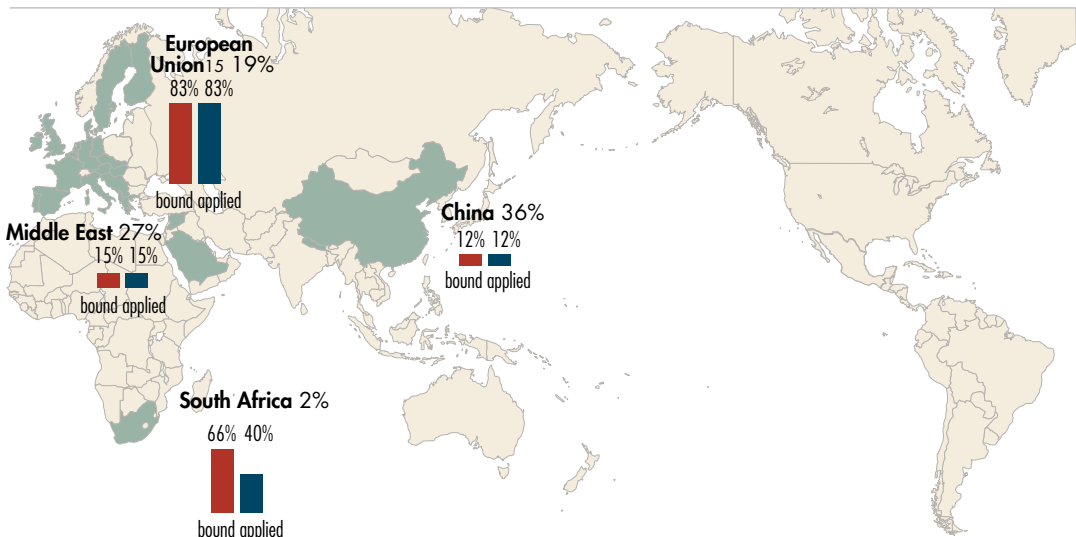 European
Union15 19%
83% 83%
bound applied
Middle East 27%
15% 15%
bound applied
China 36%
12% 12%
bound applied
South Africa 2%
66% 40%
bound applied